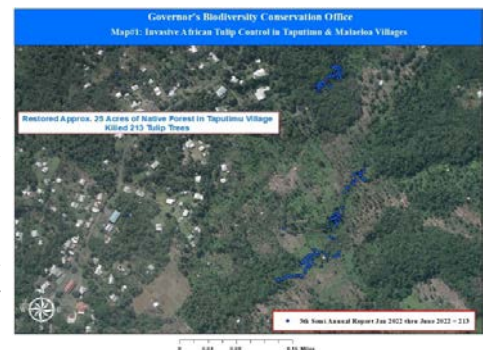 Governor's Biodiversity Conservation Office
Map#1: Invasive African Tulip Control in Taputimu & Malaeloa Villages
Restored Approx. 25 Acres of Native Forest in Taputimu Village
Killed 213 Tulip Trees
5th Semi Annual Report Jan 2022 thru June 2022 = 213